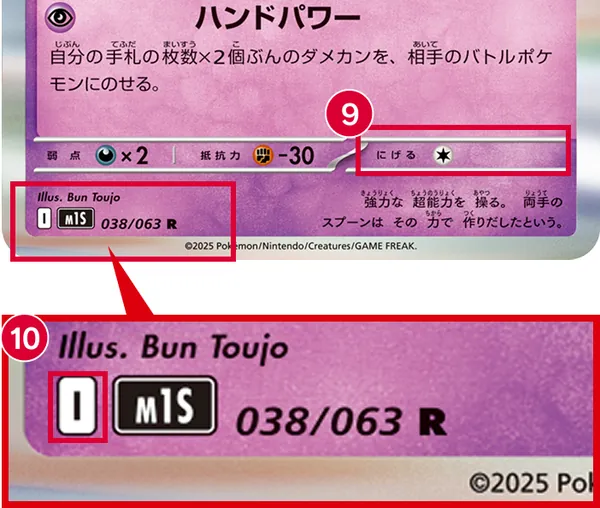 ハンドパワー
自分の手札の枚数×2個ぶんのダメカンを、相手のバトルポケ
モンにのせる。
9
弱点 ×2 抵抗力 -30 にげる
Illus. Bun Toujo
I m1S 038/063 R
強力な 超能力を 操る。 両手の
スプーンは その 力で 作りだしたという。
©2025 Pokémon/Nintendo/Creatures/GAME FREAK.
10
Illus. Bun Toujo
I m1S 038/063 R
©2025 Pok